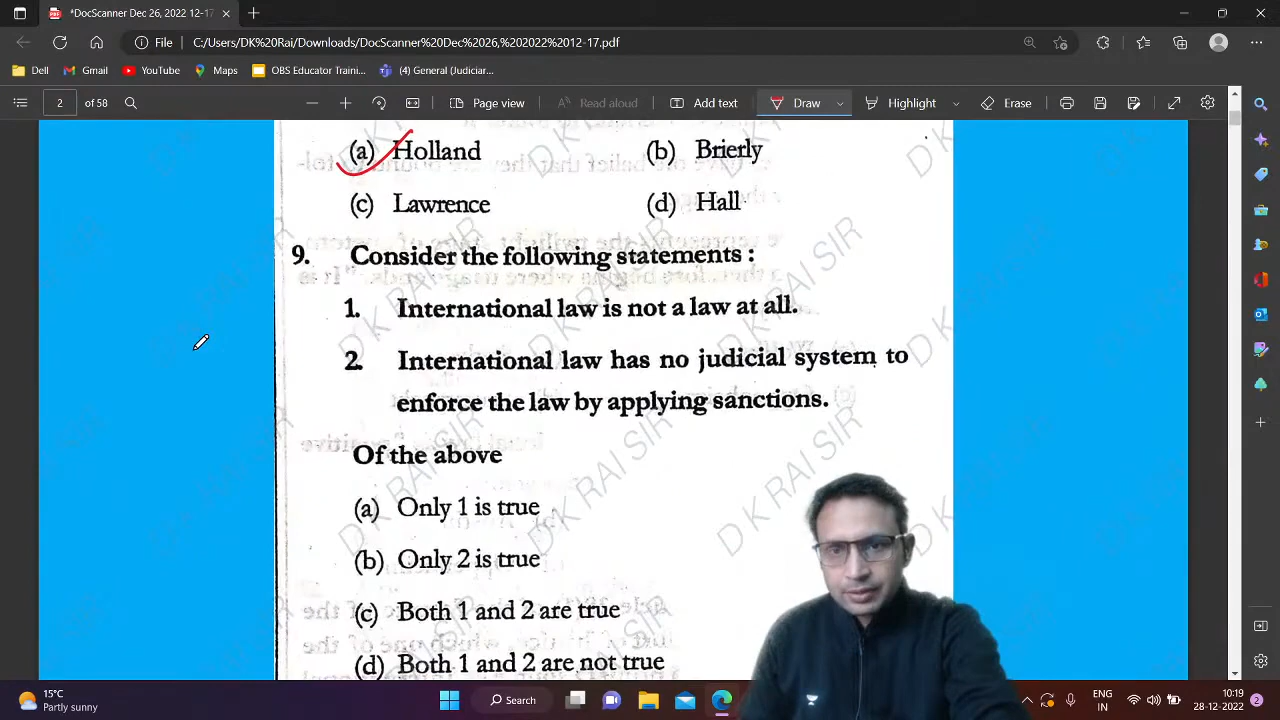 *DocScanner Dec 26, 2022 12-17
File C:/Users/DK%20Rai/Downloads/DocScanner%20Dec%2026,%202022%2012-17.pdf
Dell Gmail YouTube Maps OBS Educator Traini... (4) General (Judiciar...
2 of 58 Page view Read aloud Add text Draw Highlight Erase
(a) Holland (b) Brierly
(c) Lawrence (d) Hall
9. Consider the following statements :
1. International law is not a law at all.
2. International law has no judicial system to
enforce the law by applying sanctions.
Of the above
(a) Only 1 is true
(b) Only 2 is true
(c) Both 1 and 2 are true
(d) Both 1 and 2 are not true
D K RAI SIR
15°C
Partly sunny
Search
ENG
IN
10:19
28-12-2022